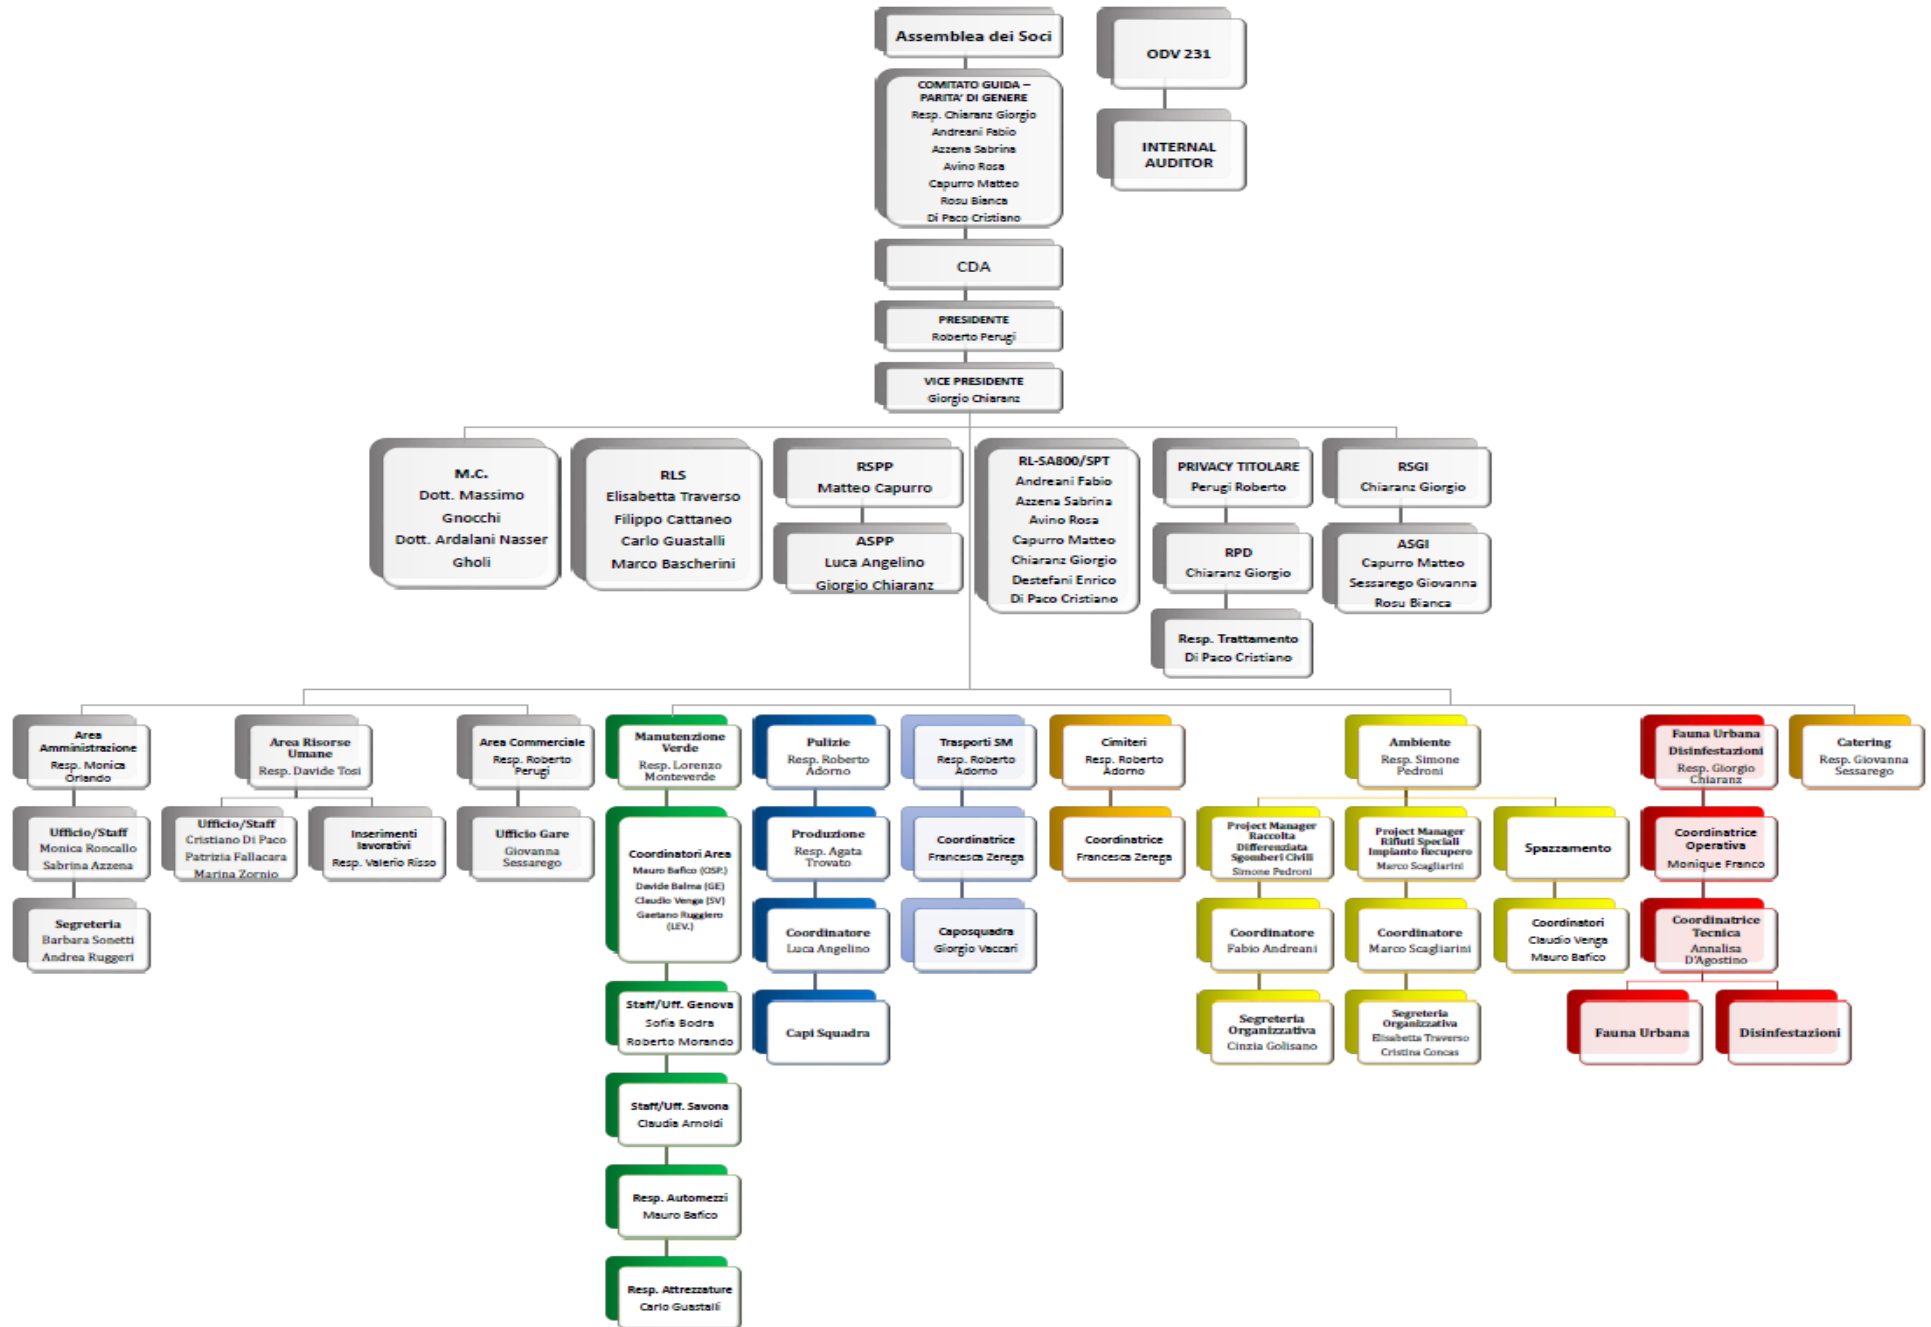 Assemblea dei Soci
ODV 231
COMITATO GUIDA –
PARITA' DI GENERE
Resp. Chiaranz Giorgio
Andreani Fabio
Azzena Sabrina
Avino Rosa
Capurro Matteo
Rosu Bianca
Di Paco Cristiano
INTERNAL
AUDITOR
CDA
PRESIDENTE
Roberto Perugi
VICE PRESIDENTE
Giorgio Chiaranz
M.C.
Dott. Massimo
Gnocchi
Dott. Ardalani Nasser
Gholi
RLS
Elisabetta Traverso
Filippo Cattaneo
Carlo Guastalli
Marco Bascherini
RSPP
Matteo Capurro
ASPP
Luca Angelino
Giorgio Chiaranz
RL-SA800/SPT
Andreani Fabio
Azzena Sabrina
Avino Rosa
Capurro Matteo
Chiaranz Giorgio
Destefani Enrico
Di Paco Cristiano
PRIVACY TITOLARE
Perugi Roberto
RPD
Chiaranz Giorgio
Resp. Trattamento
Di Paco Cristiano
RSGI
Chiaranz Giorgio
ASGI
Capurro Matteo
Sessarego Giovanna
Rosu Bianca
Area
Amministrazione
Resp. Monica
Orlando
Ufficio/Staff
Monica Roncallo
Sabrina Azzena
Segreteria
Barbara Sonetti
Andrea Ruggeri
Area Risorse
Umane
Resp. Davide Tosi
Ufficio/Staff
Cristiano Di Paco
Patrizia Fallacara
Marina Zornio
Inserimenti
lavorativi
Resp. Valerio Risso
Area Commerciale
Resp. Roberto
Perugi
Ufficio Gare
Giovanna
Sessarego
Manutenzione
Verde
Resp. Lorenzo
Monteverde
Coordinatori Area
Mauro Bafico (OSP.)
Davide Balma (GE)
Claudio Venga (SV)
Gaetano Ruggiero
(LEV.)
Staff/Uff. Genova
Sofia Bodra
Roberto Morando
Staff/Uff. Savona
Claudia Arnoldi
Resp. Automezzi
Mauro Bafico
Resp. Attrezzature
Carlo Guastalli
Pulizie
Resp. Roberto
Adorno
Produzione
Resp. Agata
Trovato
Coordinatore
Luca Angelino
Capi Squadra
Trasporti SM
Resp. Roberto
Adorno
Coordinatrice
Francesca Zerega
Caposquadra
Giorgio Vaccari
Cimiteri
Resp. Roberto
Adorno
Coordinatrice
Francesca Zerega
Ambiente
Resp. Simone
Pedroni
Project Manager
Raccolta
Differenziata
Sgomberi Civili
Simone Pedroni
Coordinatore
Fabio Andreani
Segreteria
Organizzativa
Cinzia Golisano
Project Manager
Rifiuti Speciali
Impianto Recupero
Marco Scagliarini
Coordinatore
Marco Scagliarini
Segreteria
Organizzativa
Elisabetta Traverso
Cristina Concas
Spazzamento
Coordinatori
Claudio Venga
Mauro Bafico
Fauna Urbana
Disinfestazioni
Resp. Giorgio
Chiaranz
Coordinatrice
Operativa
Monique Franco
Coordinatrice
Tecnica
Annalisa
D'Agostino
Fauna Urbana
Disinfestazioni
Catering
Resp. Giovanna
Sessarego